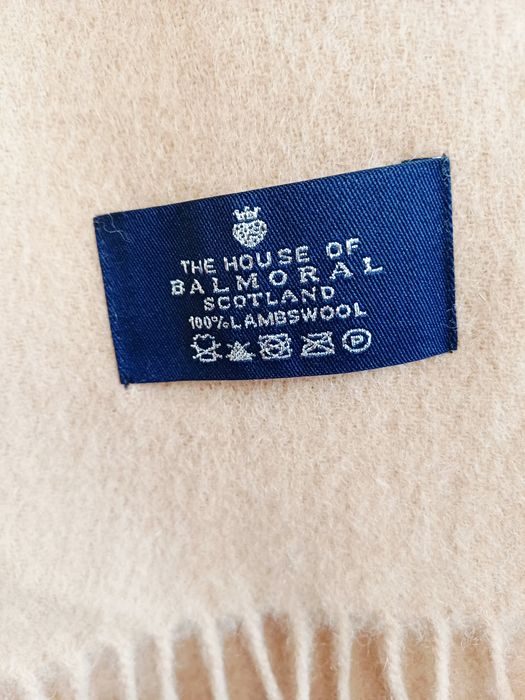 THE HOUSE OF
BALMORAL
SCOTLAND
100% LAMBSWOOL
P